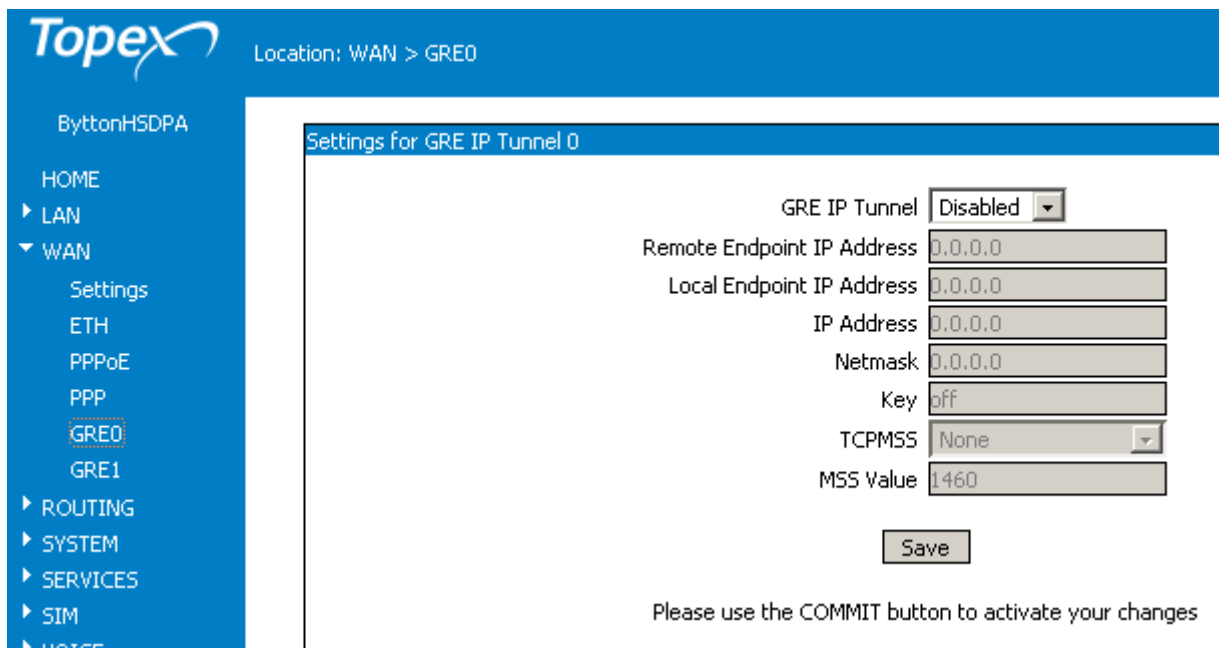 Topex
Location: WAN > GRE0
ByttonHSDPA
HOME
LAN
WAN
Settings
ETH
PPPoE
PPP
GRE0
GRE1
ROUTING
SYSTEM
SERVICES
SIM
Settings for GRE IP Tunnel 0
GRE IP Tunnel Disabled
Remote Endpoint IP Address 0.0.0.0
Local Endpoint IP Address 0.0.0.0
IP Address 0.0.0.0
Netmask 0.0.0.0
Key off
TCPMSS None
MSS Value 1460
Save
Please use the COMMIT button to activate your changes